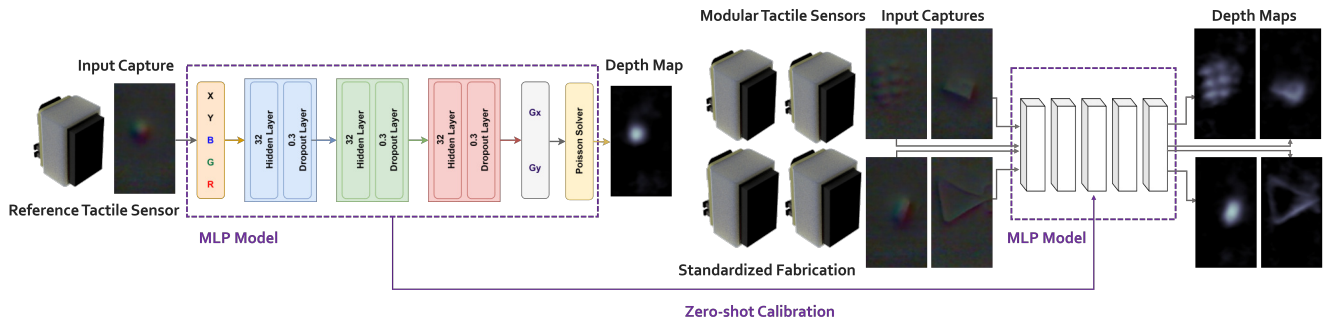 Input Capture
Reference Tactile Sensor
X
Y
B
G
R
32
Hidden Layer
0.3
Dropout Layer
32
Hidden Layer
0.3
Dropout Layer
32
Hidden Layer
0.3
Dropout Layer
Gx
Gy
Poisson Solver
MLP Model
Depth Map
Modular Tactile Sensors
Standardized Fabrication
Input Captures
MLP Model
Depth Maps
Zero-shot Calibration